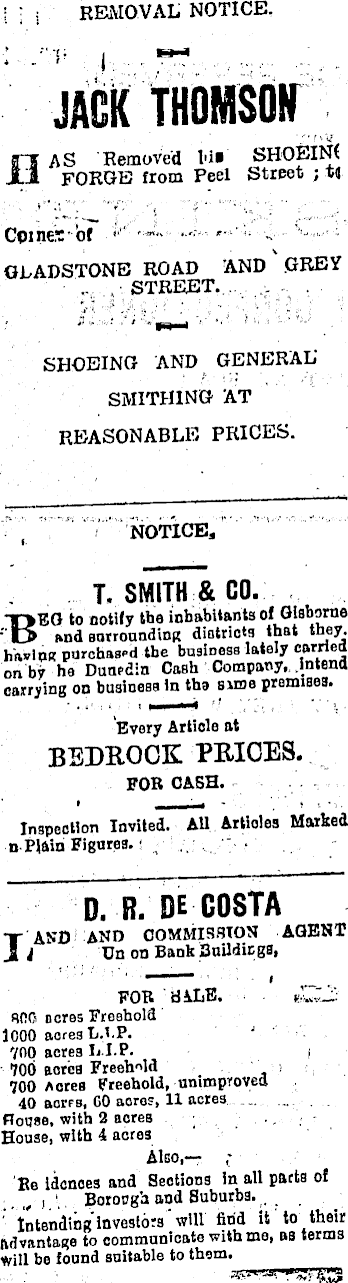 REMOVAL NOTICE.
JACK THOMSON
HAS Removed his SHOEING
FORGE from Peel Street; to
Corner of
GLADSTONE ROAD AND GREY
STREET.
SHOEING AND GENERAL
SMITHING AT
REASONABLE PRICES.
NOTICE,
T. SMITH & CO.
BEG to notify the inhabitants of Gisborne
and surrounding districts that they,
having purchased the business lately carried
on by he Dunedin Cash Company, intend
carrying on business in the same premises.
Every Article at
BEDROCK PRICES.
FOR CASH.
Inspection Invited. All Articles Marked
n Plain Figures.
D. R. DE COSTA
LAND AND COMMISSION AGENT
Un on Bank Buildings,
FOR SALE.
800 acres Freehold
1000 acres L.I.P.
700 acres L.I.P.
700 acres Freehold
700 Acres Freehold, unimproved
40 acres, 60 acres, 11 acres
House, with 2 acres
House, with 4 acres
Also,—
Re idences and Sections in all parts of
Borough and Suburbs.
Intending investors will find it to their
advantage to communicate with me, as terms
will be found suitable to them.